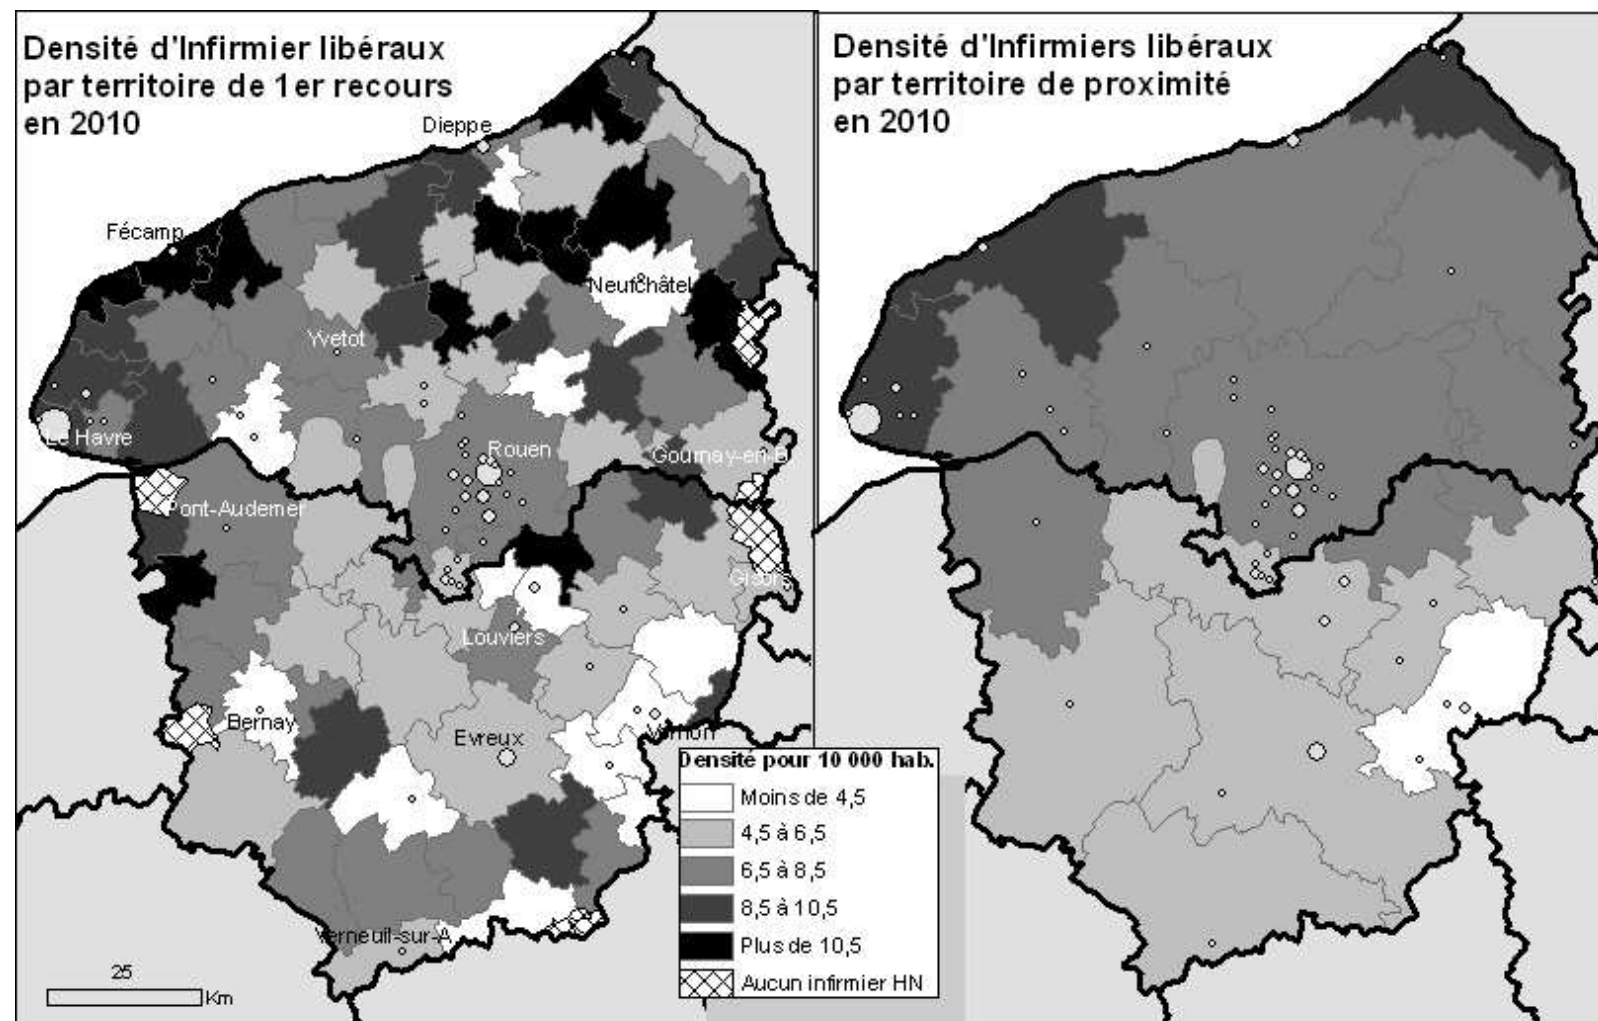 Densité d'Infirmier libéraux
par territoire de 1er recours
en 2010
Dieppe
Fécamp
Neufchâtel
Yvetot
Le Havre
Rouen
Gournay-en-B
Pont-Audemer
Gisors
Louviers
Bernay
Evreux
Vernon
Verneuil-sur-A
25
Km
Densité d'Infirmiers libéraux
par territoire de proximité
en 2010
Densité pour 10 000 hab.
Moins de 4,5
4,5 à 6,5
6,5 à 8,5
8,5 à 10,5
Plus de 10,5
Aucun infirmier HN